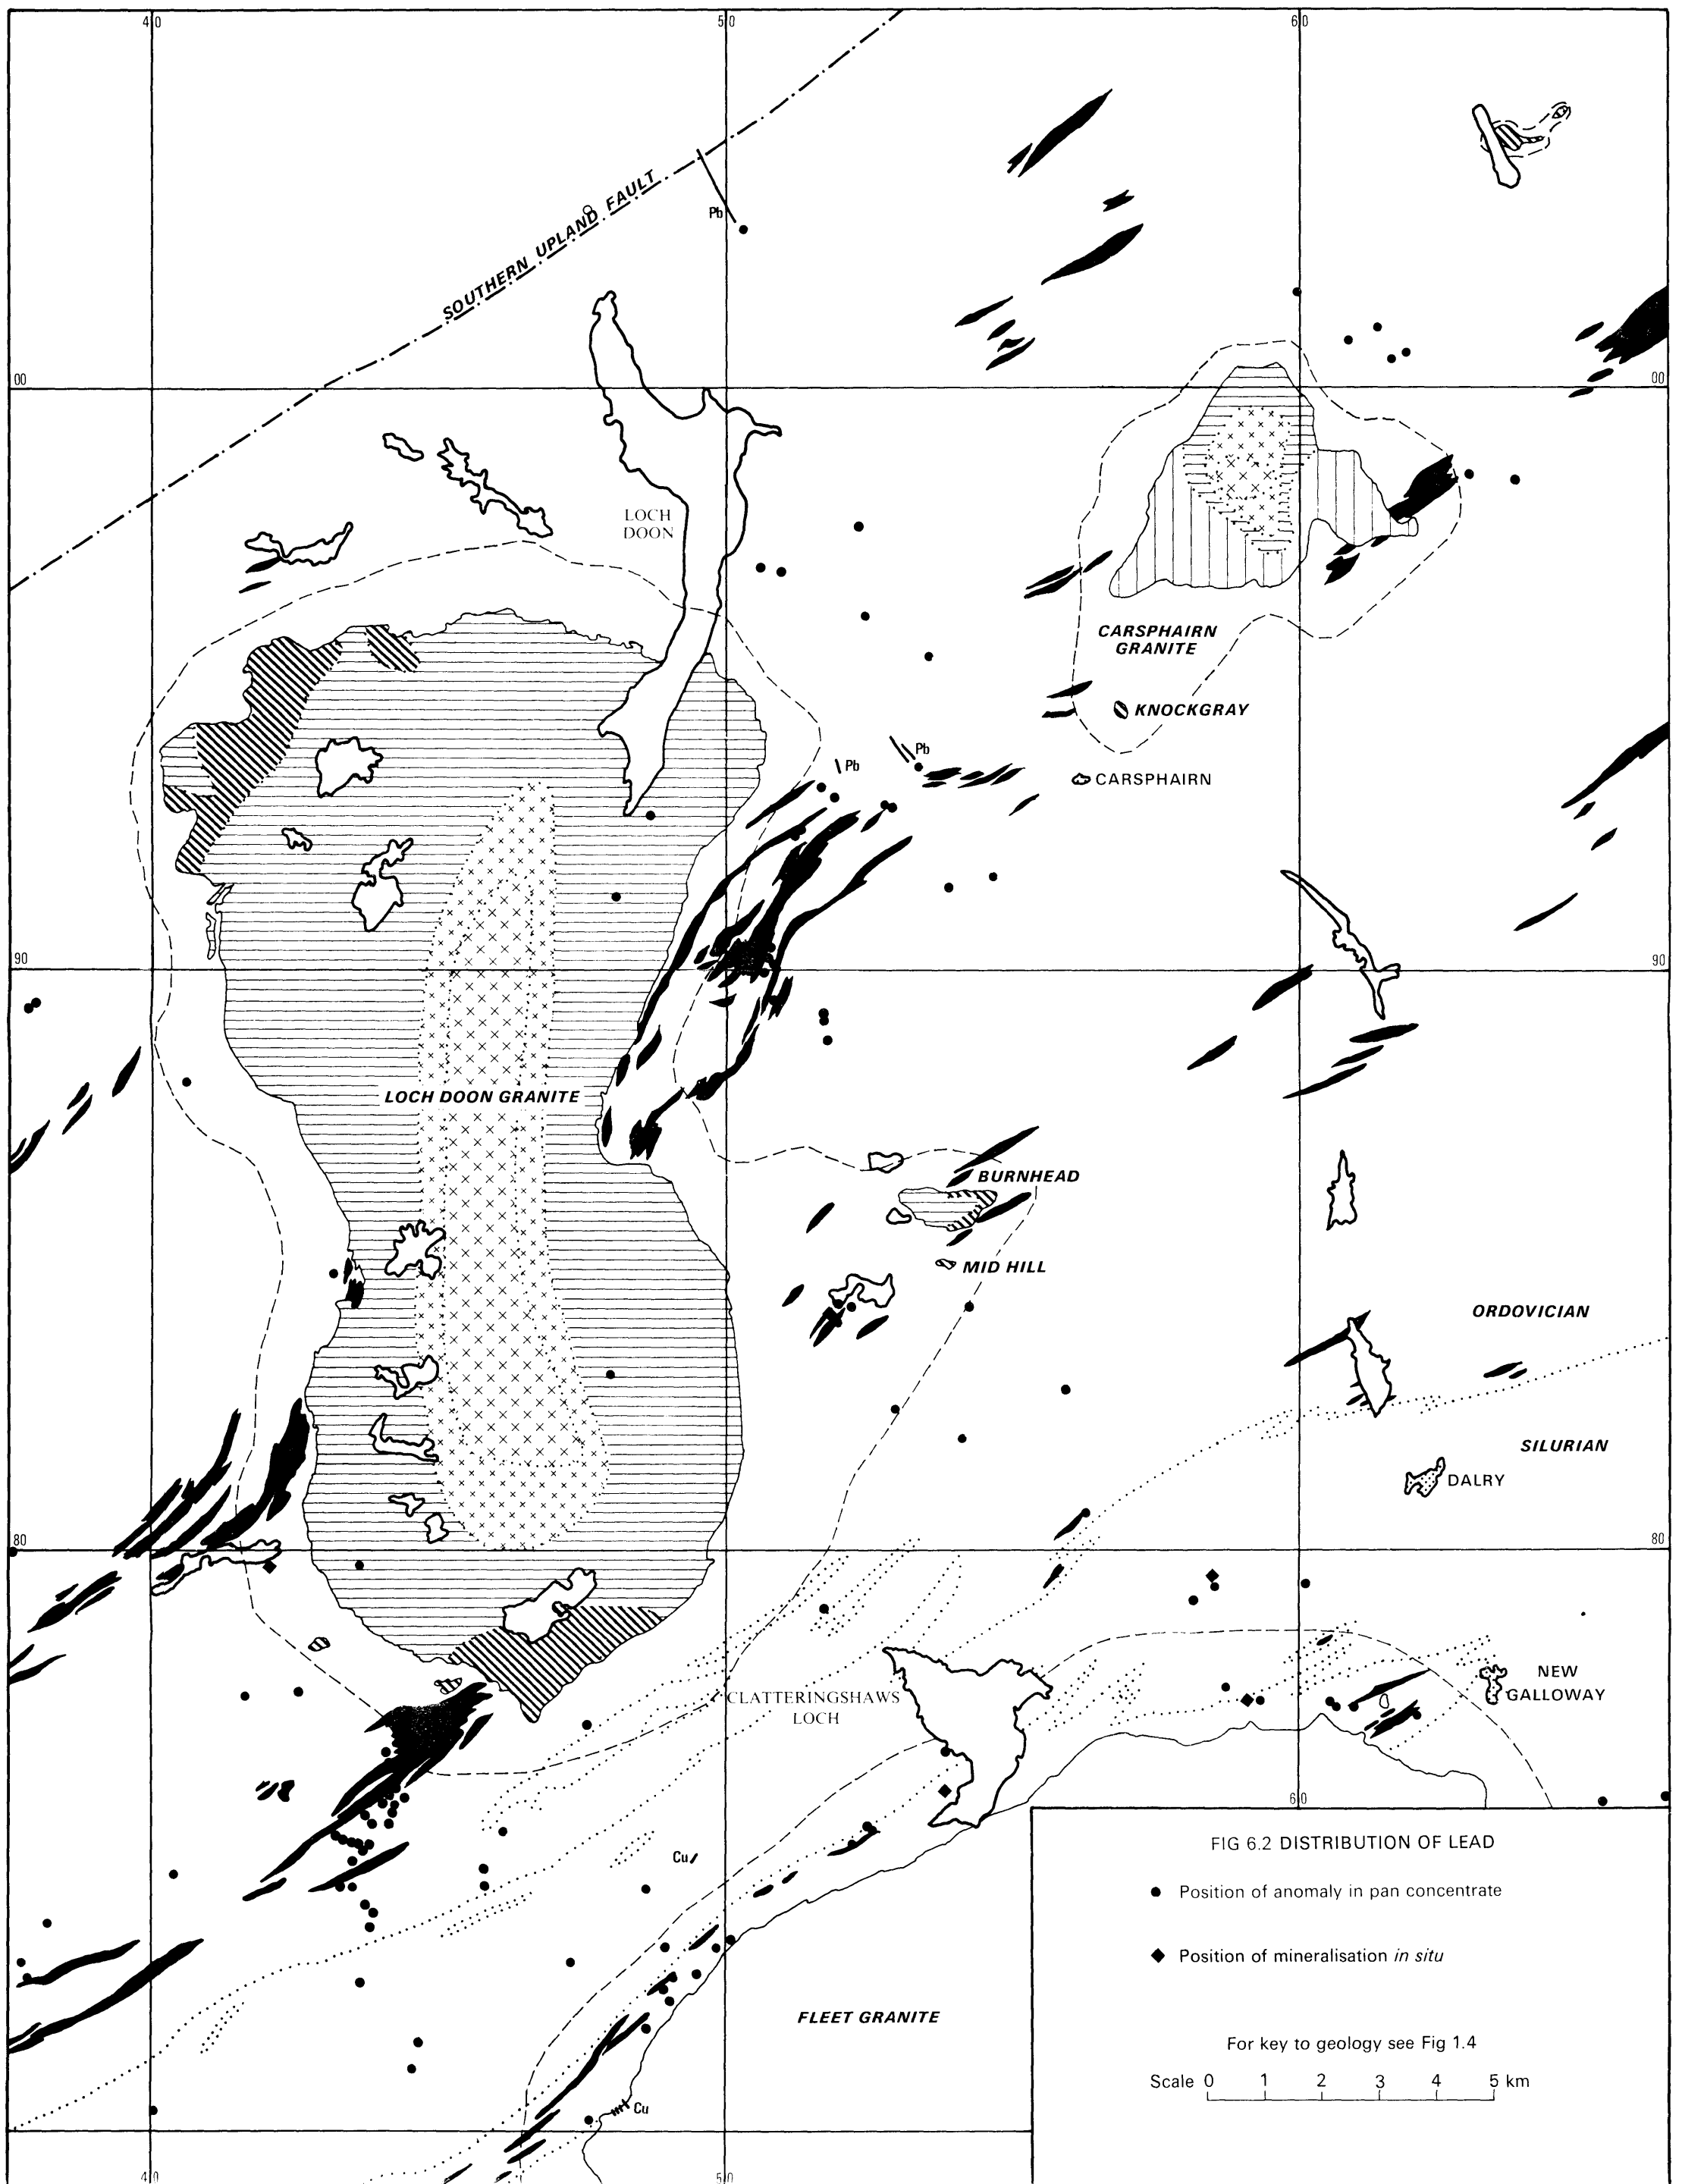 40
50
60
SOUTHERN UPLAND FAULT
Pb
00
00
LOCH
DOON
CARSPHAIRN
GRANITE
KNOCKGRAY
Pb
Pb
CARSPHAIRN
90
90
LOCH DOON GRANITE
BURNHEAD
MID HILL
ORDOVICIAN
SILURIAN
DALRY
80
80
NEW
GALLOWAY
CLATTERINGSHAWS
LOCH
60
Cu
FIG 6.2 DISTRIBUTION OF LEAD
Position of anomaly in pan concentrate
Position of mineralisation in situ
FLEET GRANITE
For key to geology see Fig 1.4
Scale 0 1 2 3 4 5 km
Cu
40
50